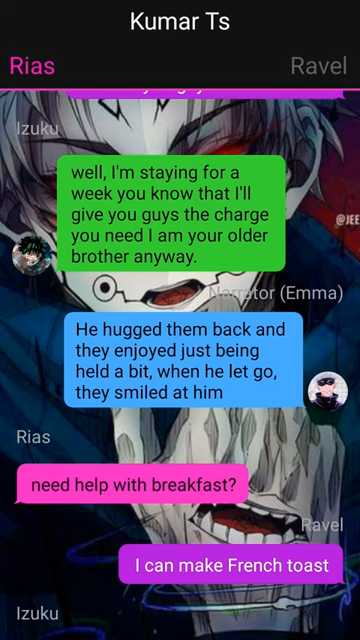 Kumar Ts
Rias
Ravel
Izuku
well, I'm staying for a
week you know that I'll
give you guys the charge
you need I am your older
brother anyway.
@JEE
Narrator (Emma)
He hugged them back and
they enjoyed just being
held a bit, when he let go,
they smiled at him
Rias
need help with breakfast?
Ravel
I can make French toast
Izuku